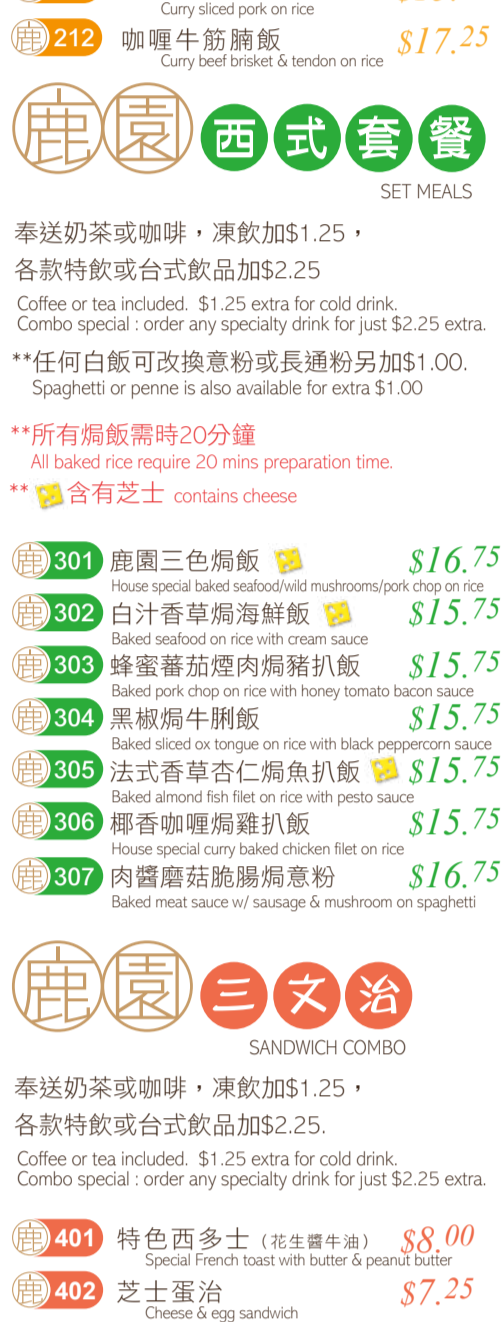 Curry sliced pork on rice
鹿 212 咖喱牛筋腩飯 $17.25
Curry beef brisket & tendon on rice
鹿園西式套餐
SET MEALS
奉送奶茶或咖啡，凍飲加$1.25，
各款特飲或台式飲品加$2.25
Coffee or tea included. $1.25 extra for cold drink.
Combo special : order any specialty drink for just $2.25 extra.
**任何白飯可改換意粉或長通粉另加$1.00.
Spaghetti or penne is also available for extra $1.00
**所有焗飯需時20分鐘
All baked rice require 20 mins preparation time.
** 含有芝士 contains cheese
鹿 301 鹿園三色焗飯 $16.75
House special baked seafood/wild mushrooms/pork chop on rice
鹿 302 白汁香草焗海鮮飯 $15.75
Baked seafood on rice with cream sauce
鹿 303 蜂蜜蕃茄煙肉焗豬扒飯 $15.75
Baked pork chop on rice with honey tomato bacon sauce
鹿 304 黑椒焗牛脷飯 $15.75
Baked sliced ox tongue on rice with black peppercorn sauce
鹿 305 法式香草杏仁焗魚扒飯 $15.75
Baked almond fish filet on rice with pesto sauce
鹿 306 椰香咖喱焗雞扒飯 $15.75
House special curry baked chicken filet on rice
鹿 307 肉醬磨菇脆腸焗意粉 $16.75
Baked meat sauce w/ sausage & mushroom on spaghetti
鹿園三文治
SANDWICH COMBO
奉送奶茶或咖啡，凍飲加$1.25，
各款特飲或台式飲品加$2.25.
Coffee or tea included. $1.25 extra for cold drink.
Combo special : order any specialty drink for just $2.25 extra.
鹿 401 特色西多士（花生醬牛油） $8.00
Special French toast with butter & peanut butter
鹿 402 芝士蛋治 $7.25
Cheese & egg sandwich